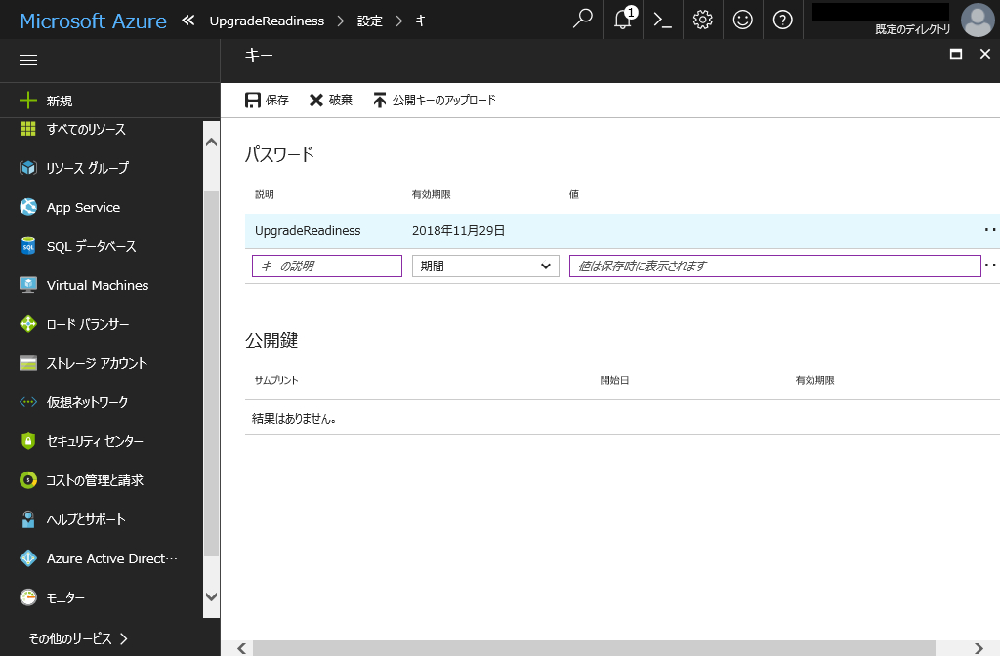 Microsoft Azure « UpgradeReadiness > 設定 > キー 1
既定のディレクトリ
キー
新規
すべてのリソース
リソース グループ
App Service
SQL データベース
Virtual Machines
ロード バランサー
ストレージ アカウント
仮想ネットワーク
セキュリティ センター
コストの管理と請求
ヘルプとサポート
Azure Active Direct…
モニター
その他のサービス >
保存 破棄 公開キーのアップロード
パスワード
説明 有効期限 値
UpgradeReadiness 2018年11月29日
キーの説明 期間 値は保存時に表示されます
公開鍵
サムプリント 開始日 有効期限
結果はありません。